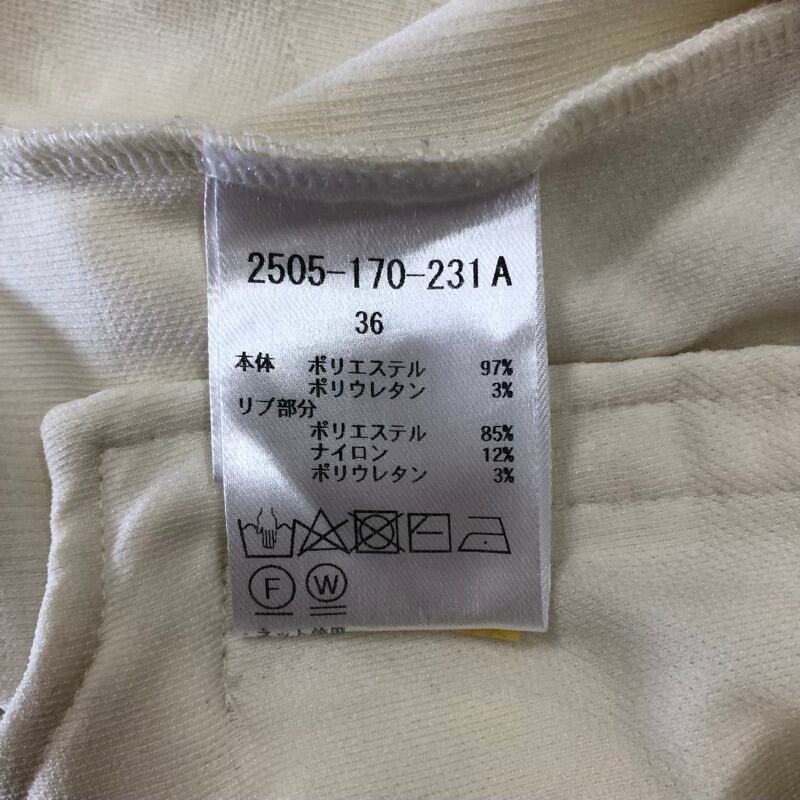 2505-170-231 A
36
本体 ポリエステル 97%
ポリウレタン 3%
リブ部分
ポリエステル 85%
ナイロン 12%
ポリウレタン 3%
F W